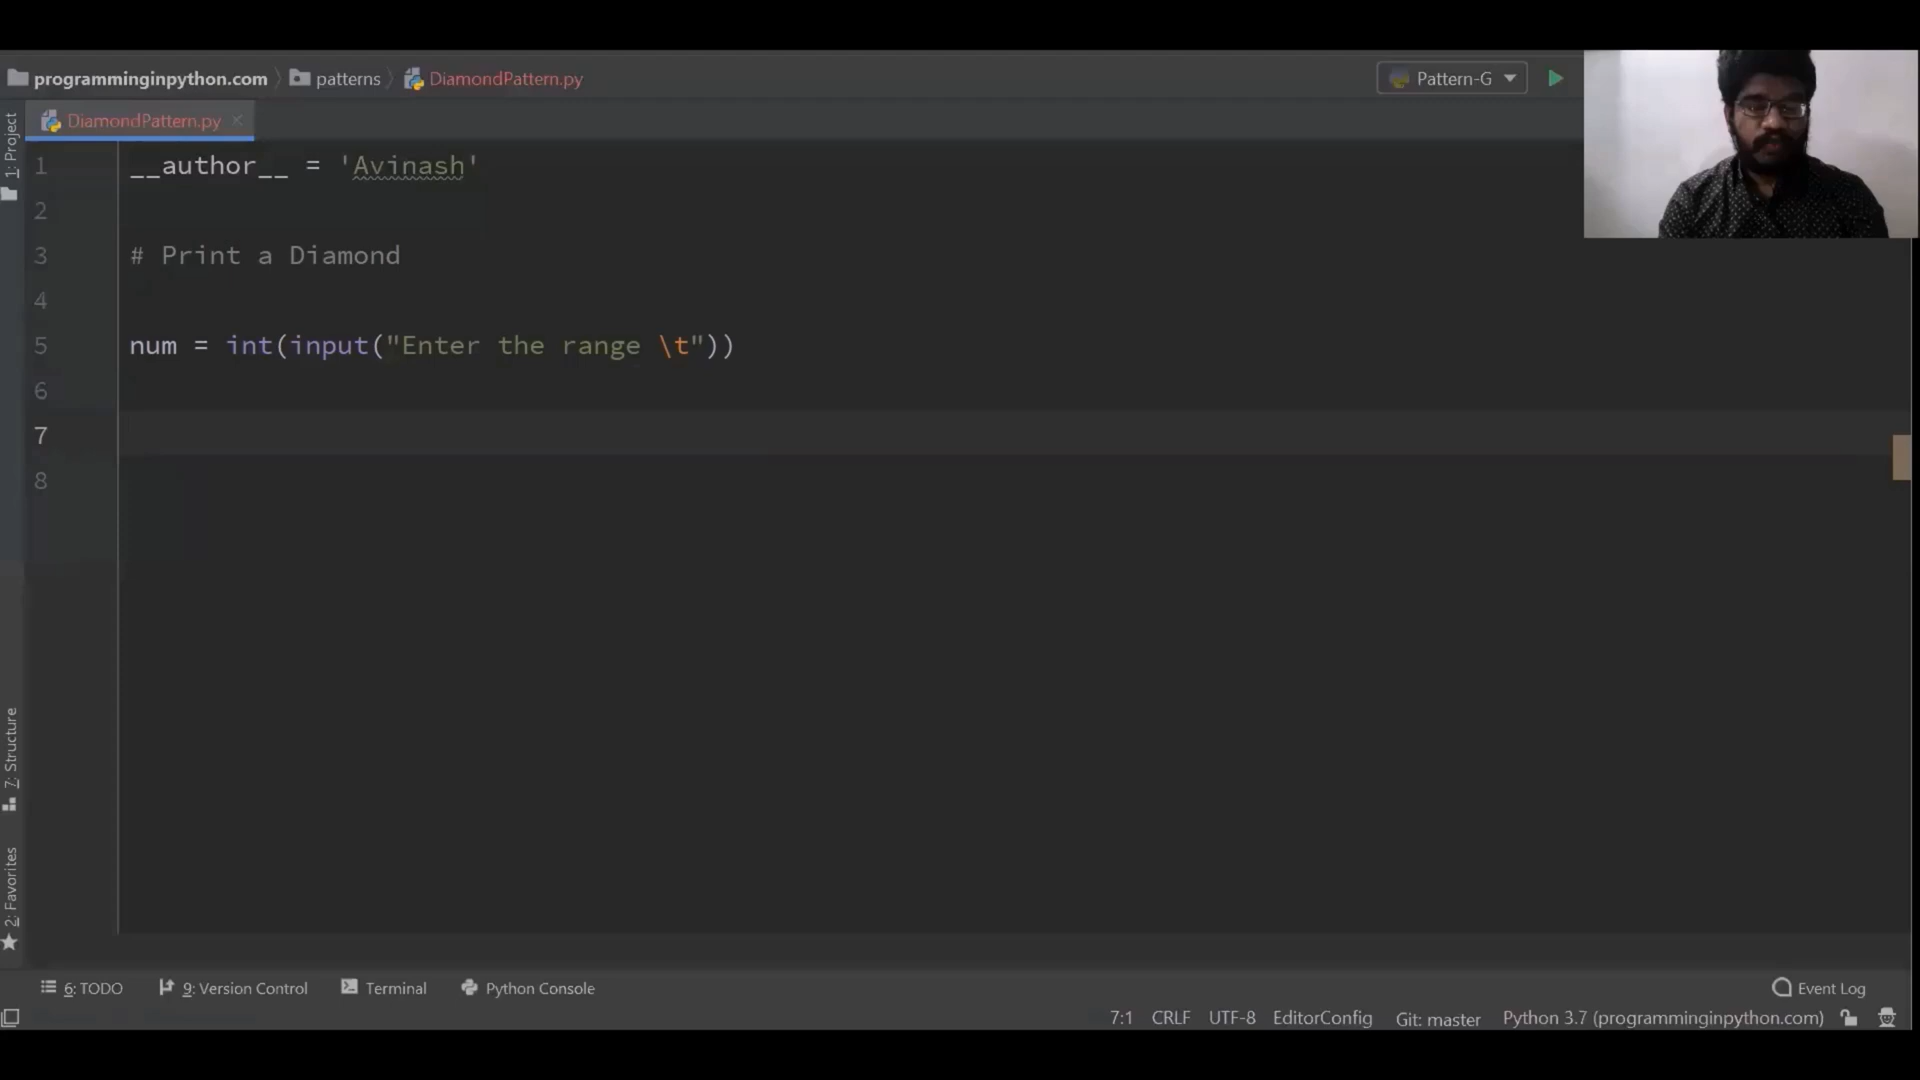 programminginpython.com patterns DiamondPattern.py Pattern-G
DiamondPattern.py
1: Project
1 __author__ = 'Avinash'
2
3 # Print a Diamond
4
5 num = int(input("Enter the range \t"))
6
7
8
7: Structure
2: Favorites
6: TODO 9: Version Control Terminal Python Console Event Log
7:1 CRLF UTF-8 EditorConfig Git: master Python 3.7 (programminginpython.com)